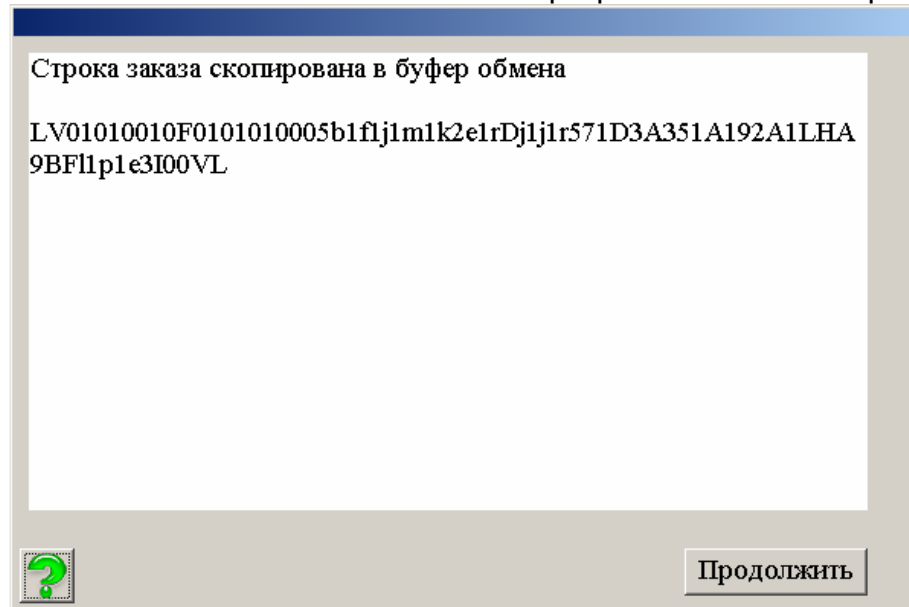 Строка заказа скопирована в буфер обмена
LV01010010F0101010005b1f1j1m1k2e1rDj1j1r571D3A351A192A1LHA
9BFl1p1e3I00VL
Продолжить